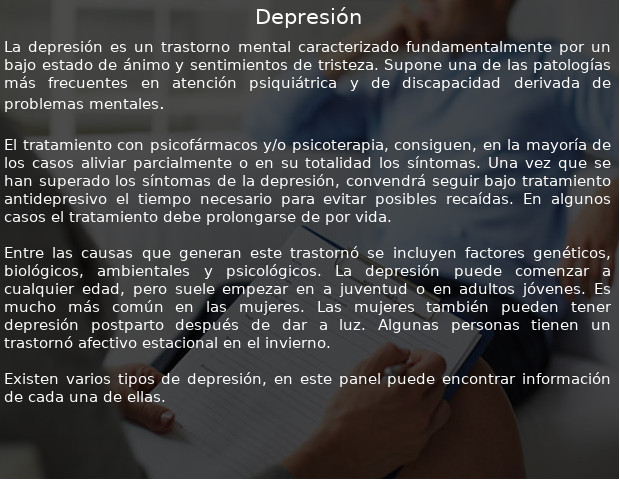 Depresión
La depresión es un trastorno mental caracterizado fundamentalmente por un
bajo estado de ánimo y sentimientos de tristeza. Supone una de las patologías
más frecuentes en atención psiquiátrica y de discapacidad derivada de
problemas mentales.
El tratamiento con psicofármacos y/o psicoterapia, consiguen, en la mayoría de
los casos aliviar parcialmente o en su totalidad los síntomas. Una vez que se
han superado los síntomas de la depresión, convendrá seguir bajo tratamiento
antidepresivo el tiempo necesario para evitar posibles recaídas. En algunos
casos el tratamiento debe prolongarse de por vida.
Entre las causas que generan este trastornó se incluyen factores genéticos,
biológicos, ambientales y psicológicos. La depresión puede comenzar a
cualquier edad, pero suele empezar en a juventud o en adultos jóvenes. Es
mucho más común en las mujeres. Las mujeres también pueden tener
depresión postparto después de dar a luz. Algunas personas tienen un
trastornó afectivo estacional en el invierno.
Existen varios tipos de depresión, en este panel puede encontrar información
de cada una de ellas.